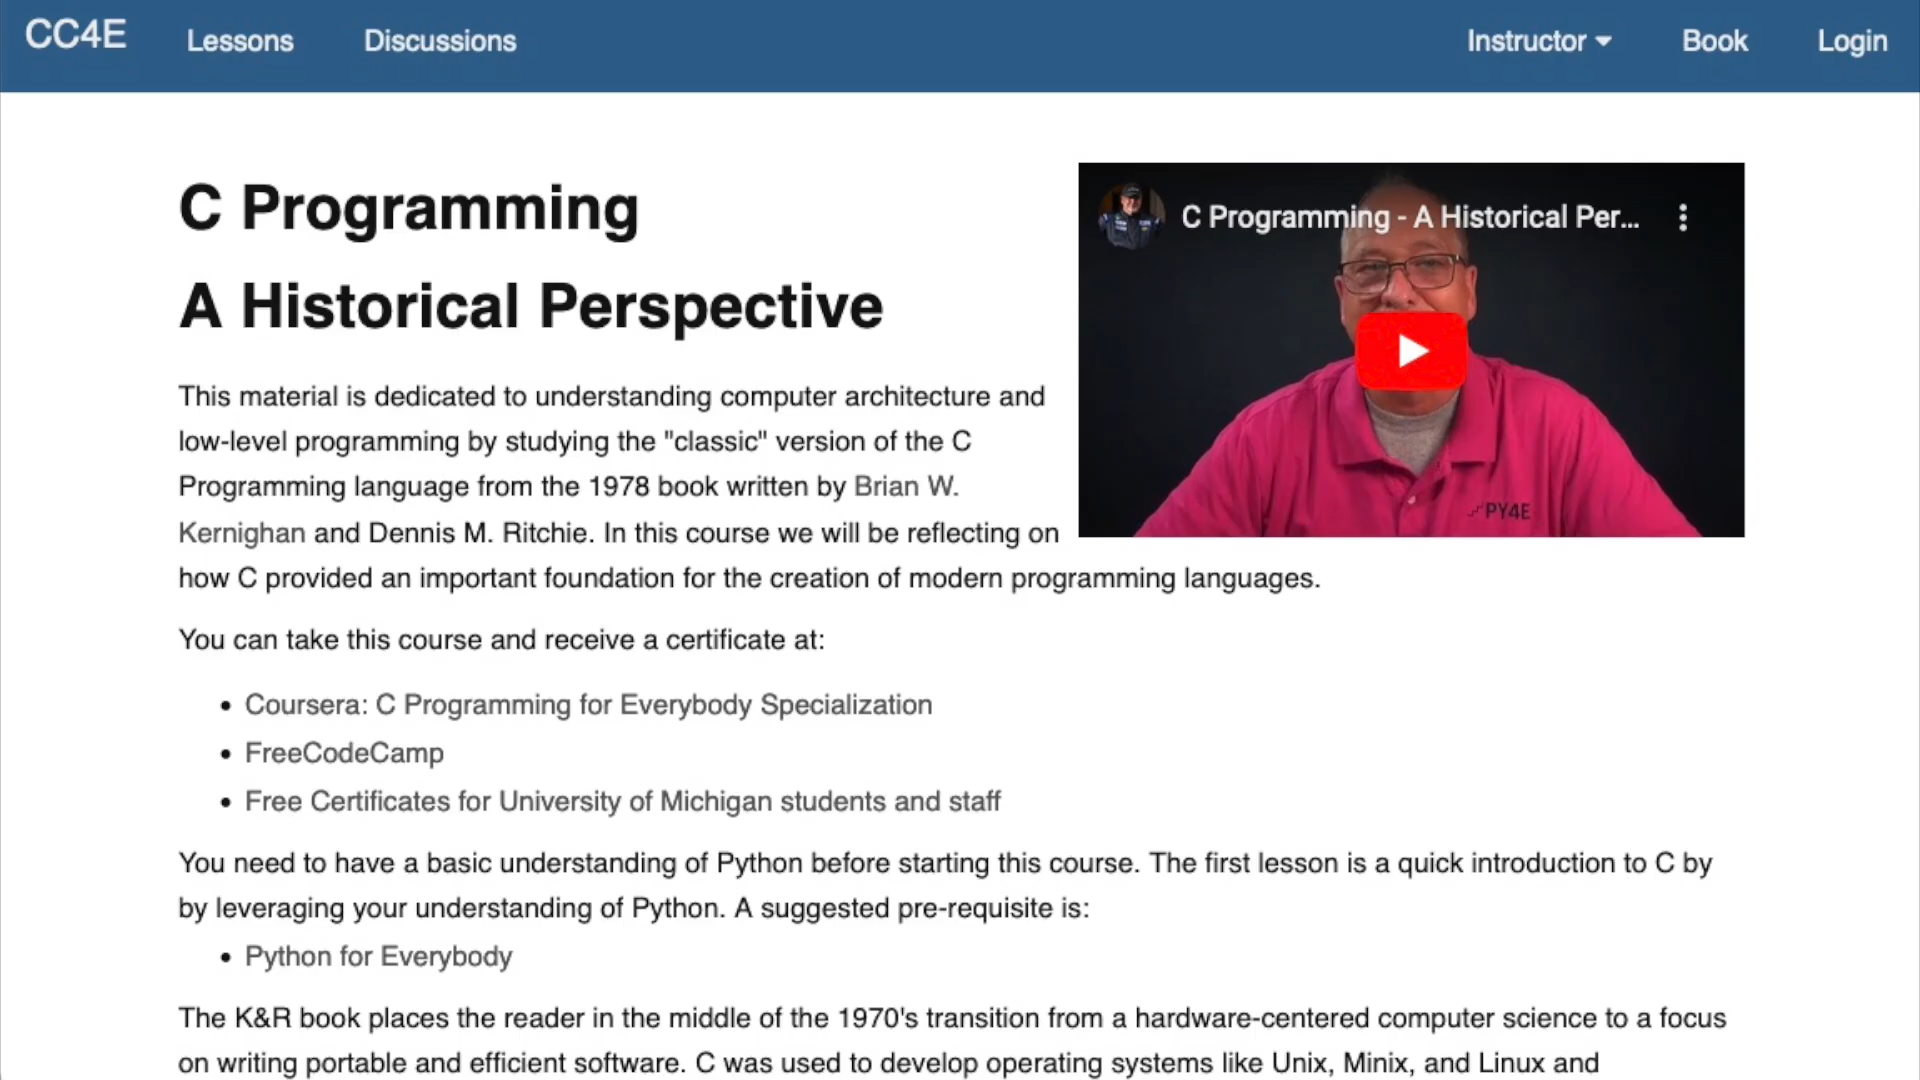 CC4E Lessons Discussions Instructor Book Login
C Programming
A Historical Perspective
C Programming - A Historical Per...
PY4E
This material is dedicated to understanding computer architecture and
low-level programming by studying the "classic" version of the C
Programming language from the 1978 book written by Brian W.
Kernighan and Dennis M. Ritchie. In this course we will be reflecting on
how C provided an important foundation for the creation of modern programming languages.
You can take this course and receive a certificate at:
• Coursera: C Programming for Everybody Specialization
• FreeCodeCamp
• Free Certificates for University of Michigan students and staff
You need to have a basic understanding of Python before starting this course. The first lesson is a quick introduction to C by
by leveraging your understanding of Python. A suggested pre-requisite is:
• Python for Everybody
The K&R book places the reader in the middle of the 1970's transition from a hardware-centered computer science to a focus
on writing portable and efficient software. C was used to develop operating systems like Unix, Minix, and Linux and